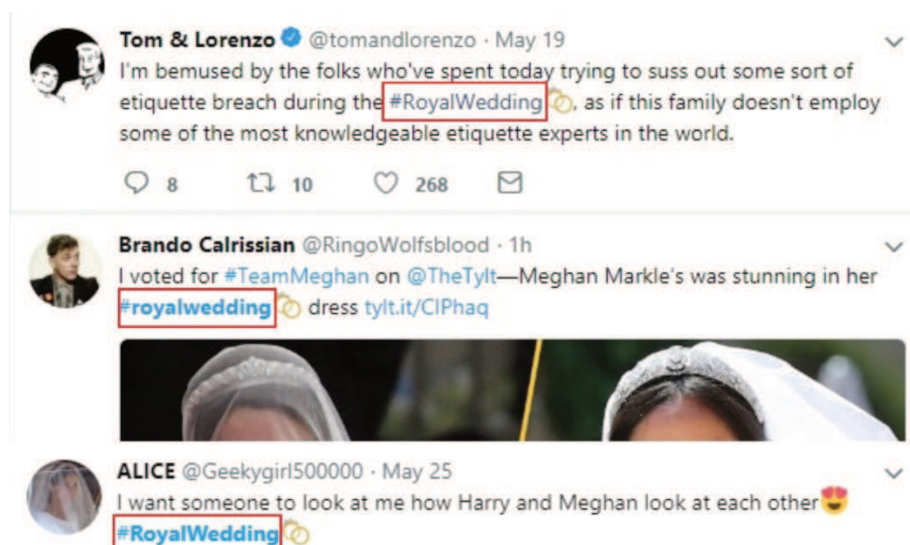 Tom & Lorenzo @tomandlorenzo · May 19
I'm bemused by the folks who've spent today trying to suss out some sort of
etiquette breach during the #RoyalWedding, as if this family doesn't employ
some of the most knowledgeable etiquette experts in the world.
8 10 268
Brando Calrissian @RingoWolfsblood · 1h
I voted for #TeamMeghan on @TheTylt—Meghan Markle's was stunning in her
#royalwedding dress tylt.it/ClPhaq
ALICE @Geekygirl500000 · May 25
I want someone to look at me how Harry and Meghan look at each other😍
#RoyalWedding